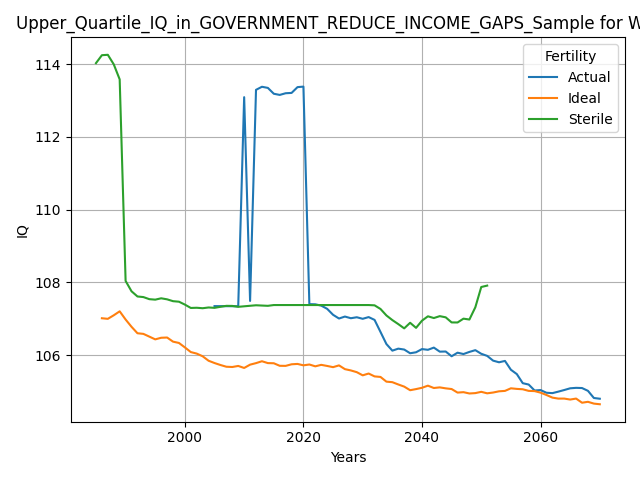 Upper_Quartile_IQ_in_GOVERNMENT_REDUCE_INCOME_GAPS_Sample for W
Fertility
Actual
Ideal
Sterile
114
112
110
108
106
IQ
2000
2020
2040
2060
Years